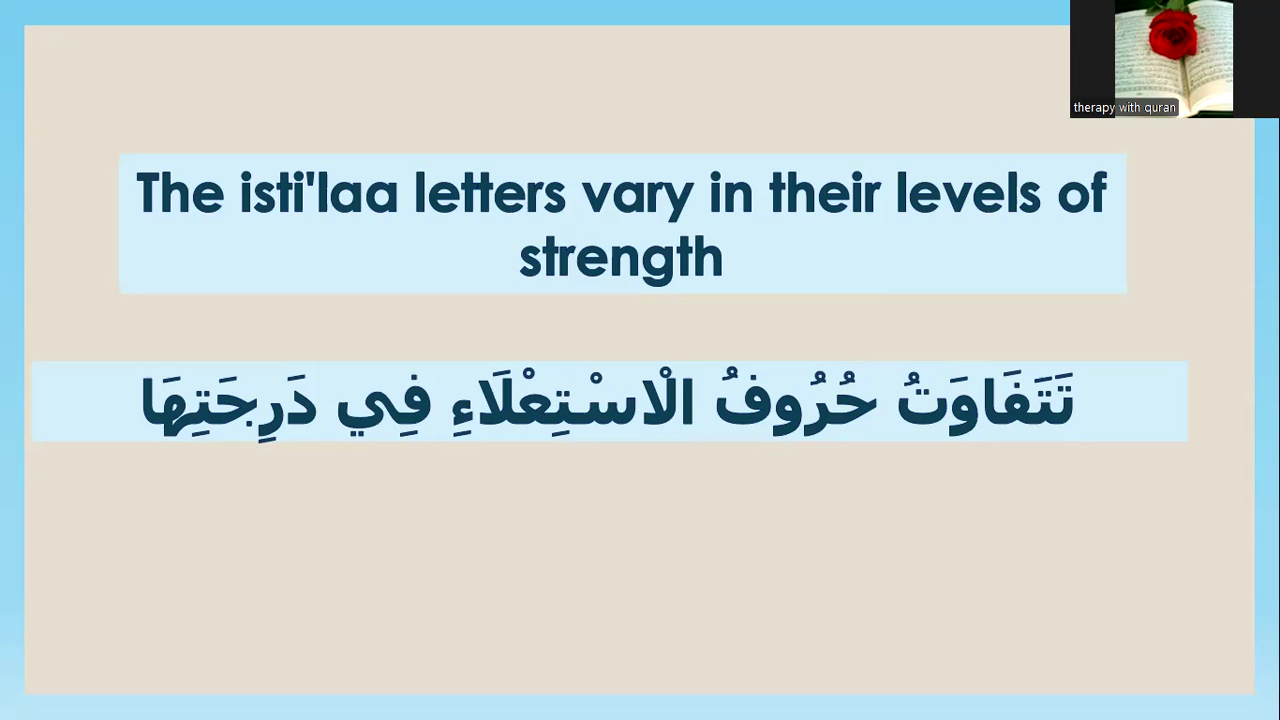 therapy with quran
The isti'laa letters vary in their levels of
strength
تَتَفَاوَتُ حُرُوفُ الْاسْتِعْلَاءِ فِي دَرِجَتِهَا